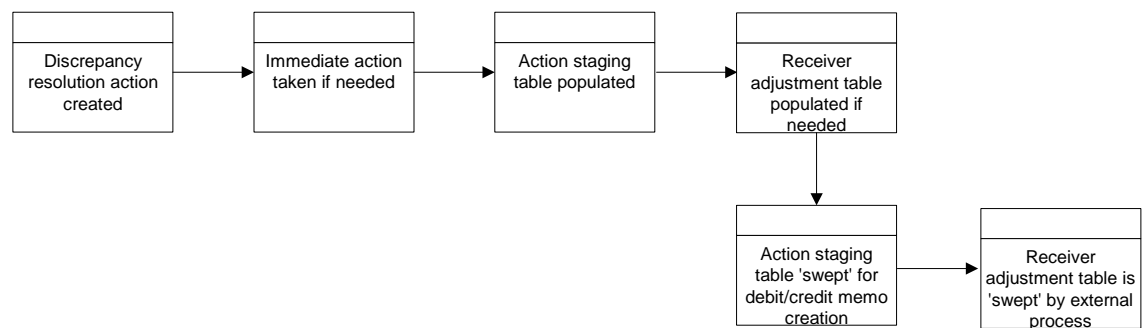 Discrepancy
resolution action
created
Immediate action
taken if needed
Action staging
table populated
Receiver
adjustment table
populated if
needed
Action staging
table 'swept' for
debit/credit memo
creation
Receiver
adjustment table is
'swept' by external
process